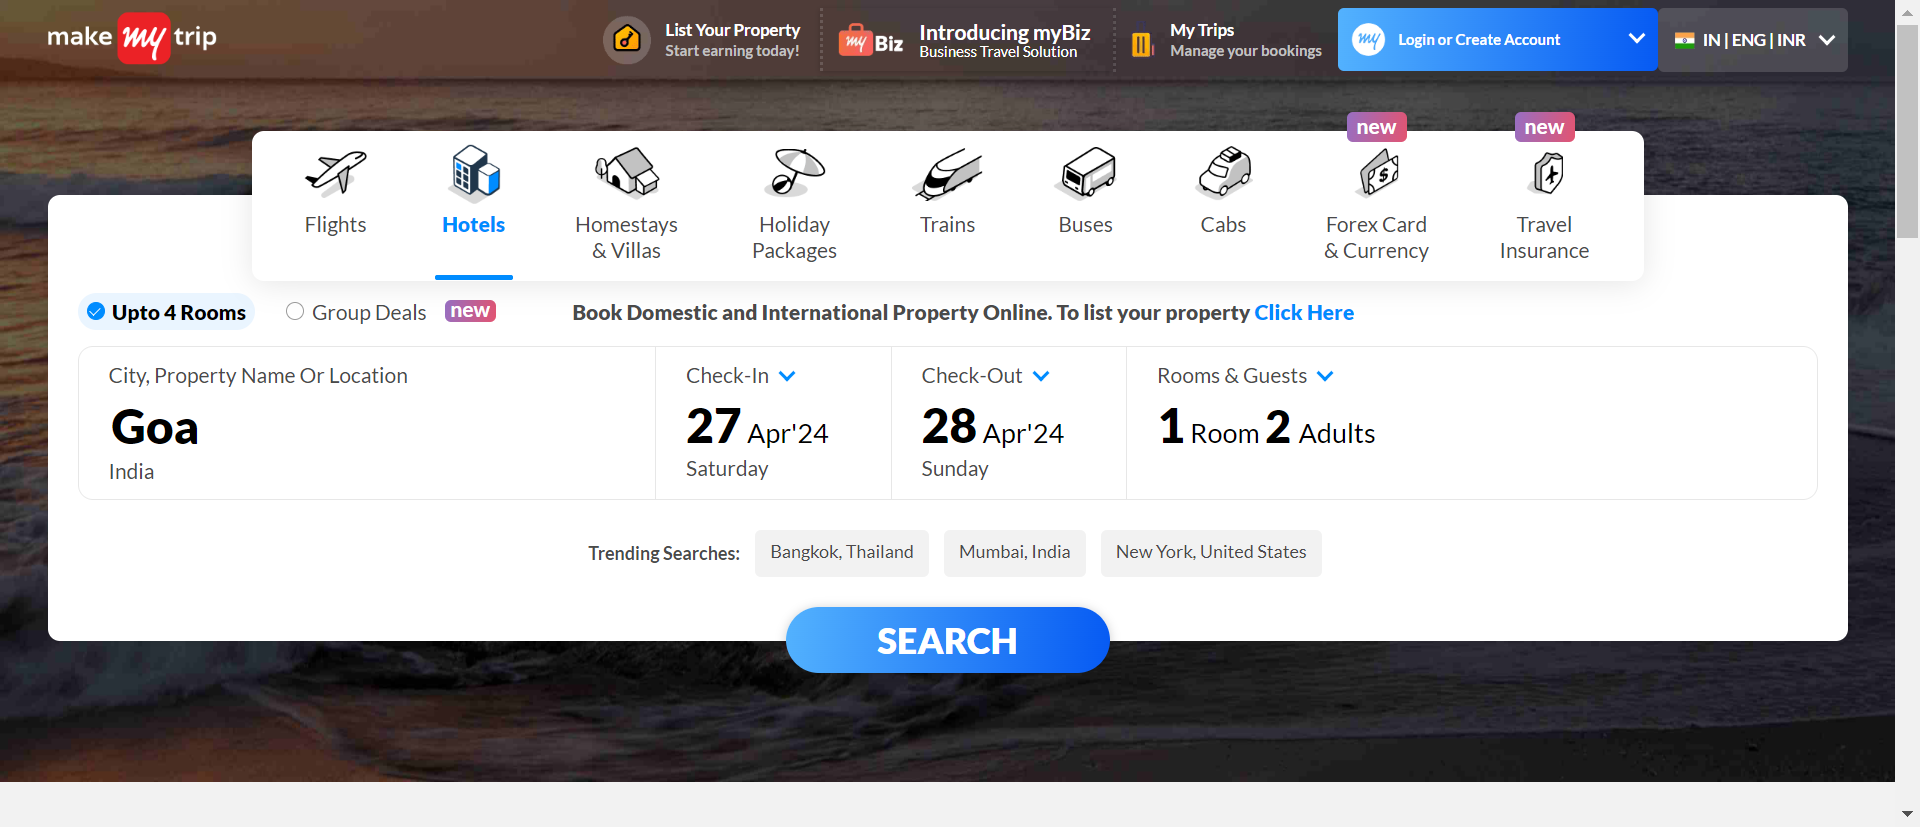 make my trip
List Your Property
Start earning today!
my Biz
Introducing myBiz
Business Travel Solution
My Trips
Manage your bookings
my
Login or Create Account
IN | ENG | INR
new
new
Flights
Hotels
Homestays
& Villas
Holiday
Packages
Trains
Buses
Cabs
Forex Card
& Currency
Travel
Insurance
Upto 4 Rooms
Group Deals
new
Book Domestic and International Property Online. To list your property Click Here
City, Property Name Or Location
Goa
India
Check-In
27 Apr'24
Saturday
Check-Out
28 Apr'24
Sunday
Rooms & Guests
1 Room 2 Adults
Trending Searches:
Bangkok, Thailand
Mumbai, India
New York, United States
SEARCH